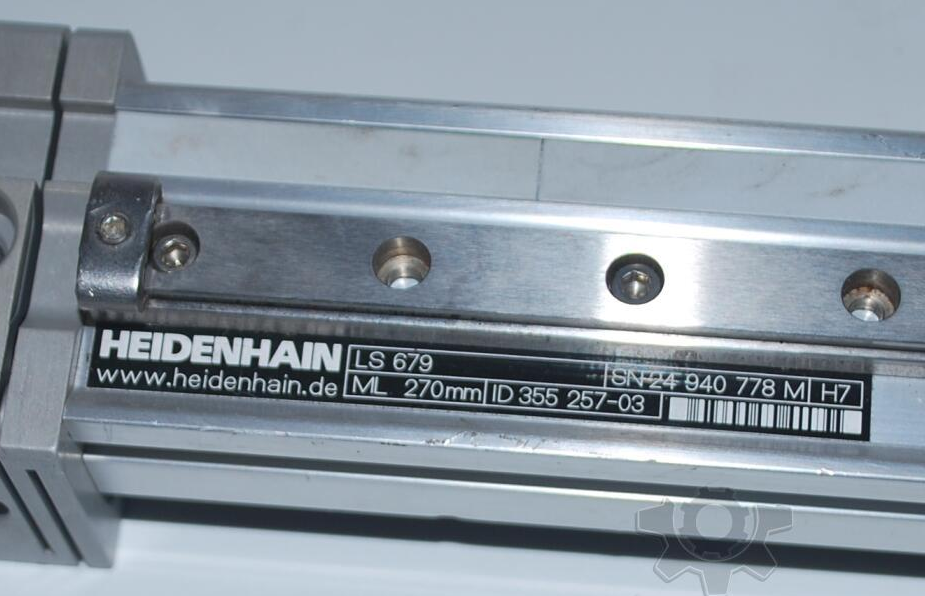 HEIDENHAIN
www.heidenhain.de
LS 679
SN 24 940 778 M H7
ML 270mm ID 355 257-03